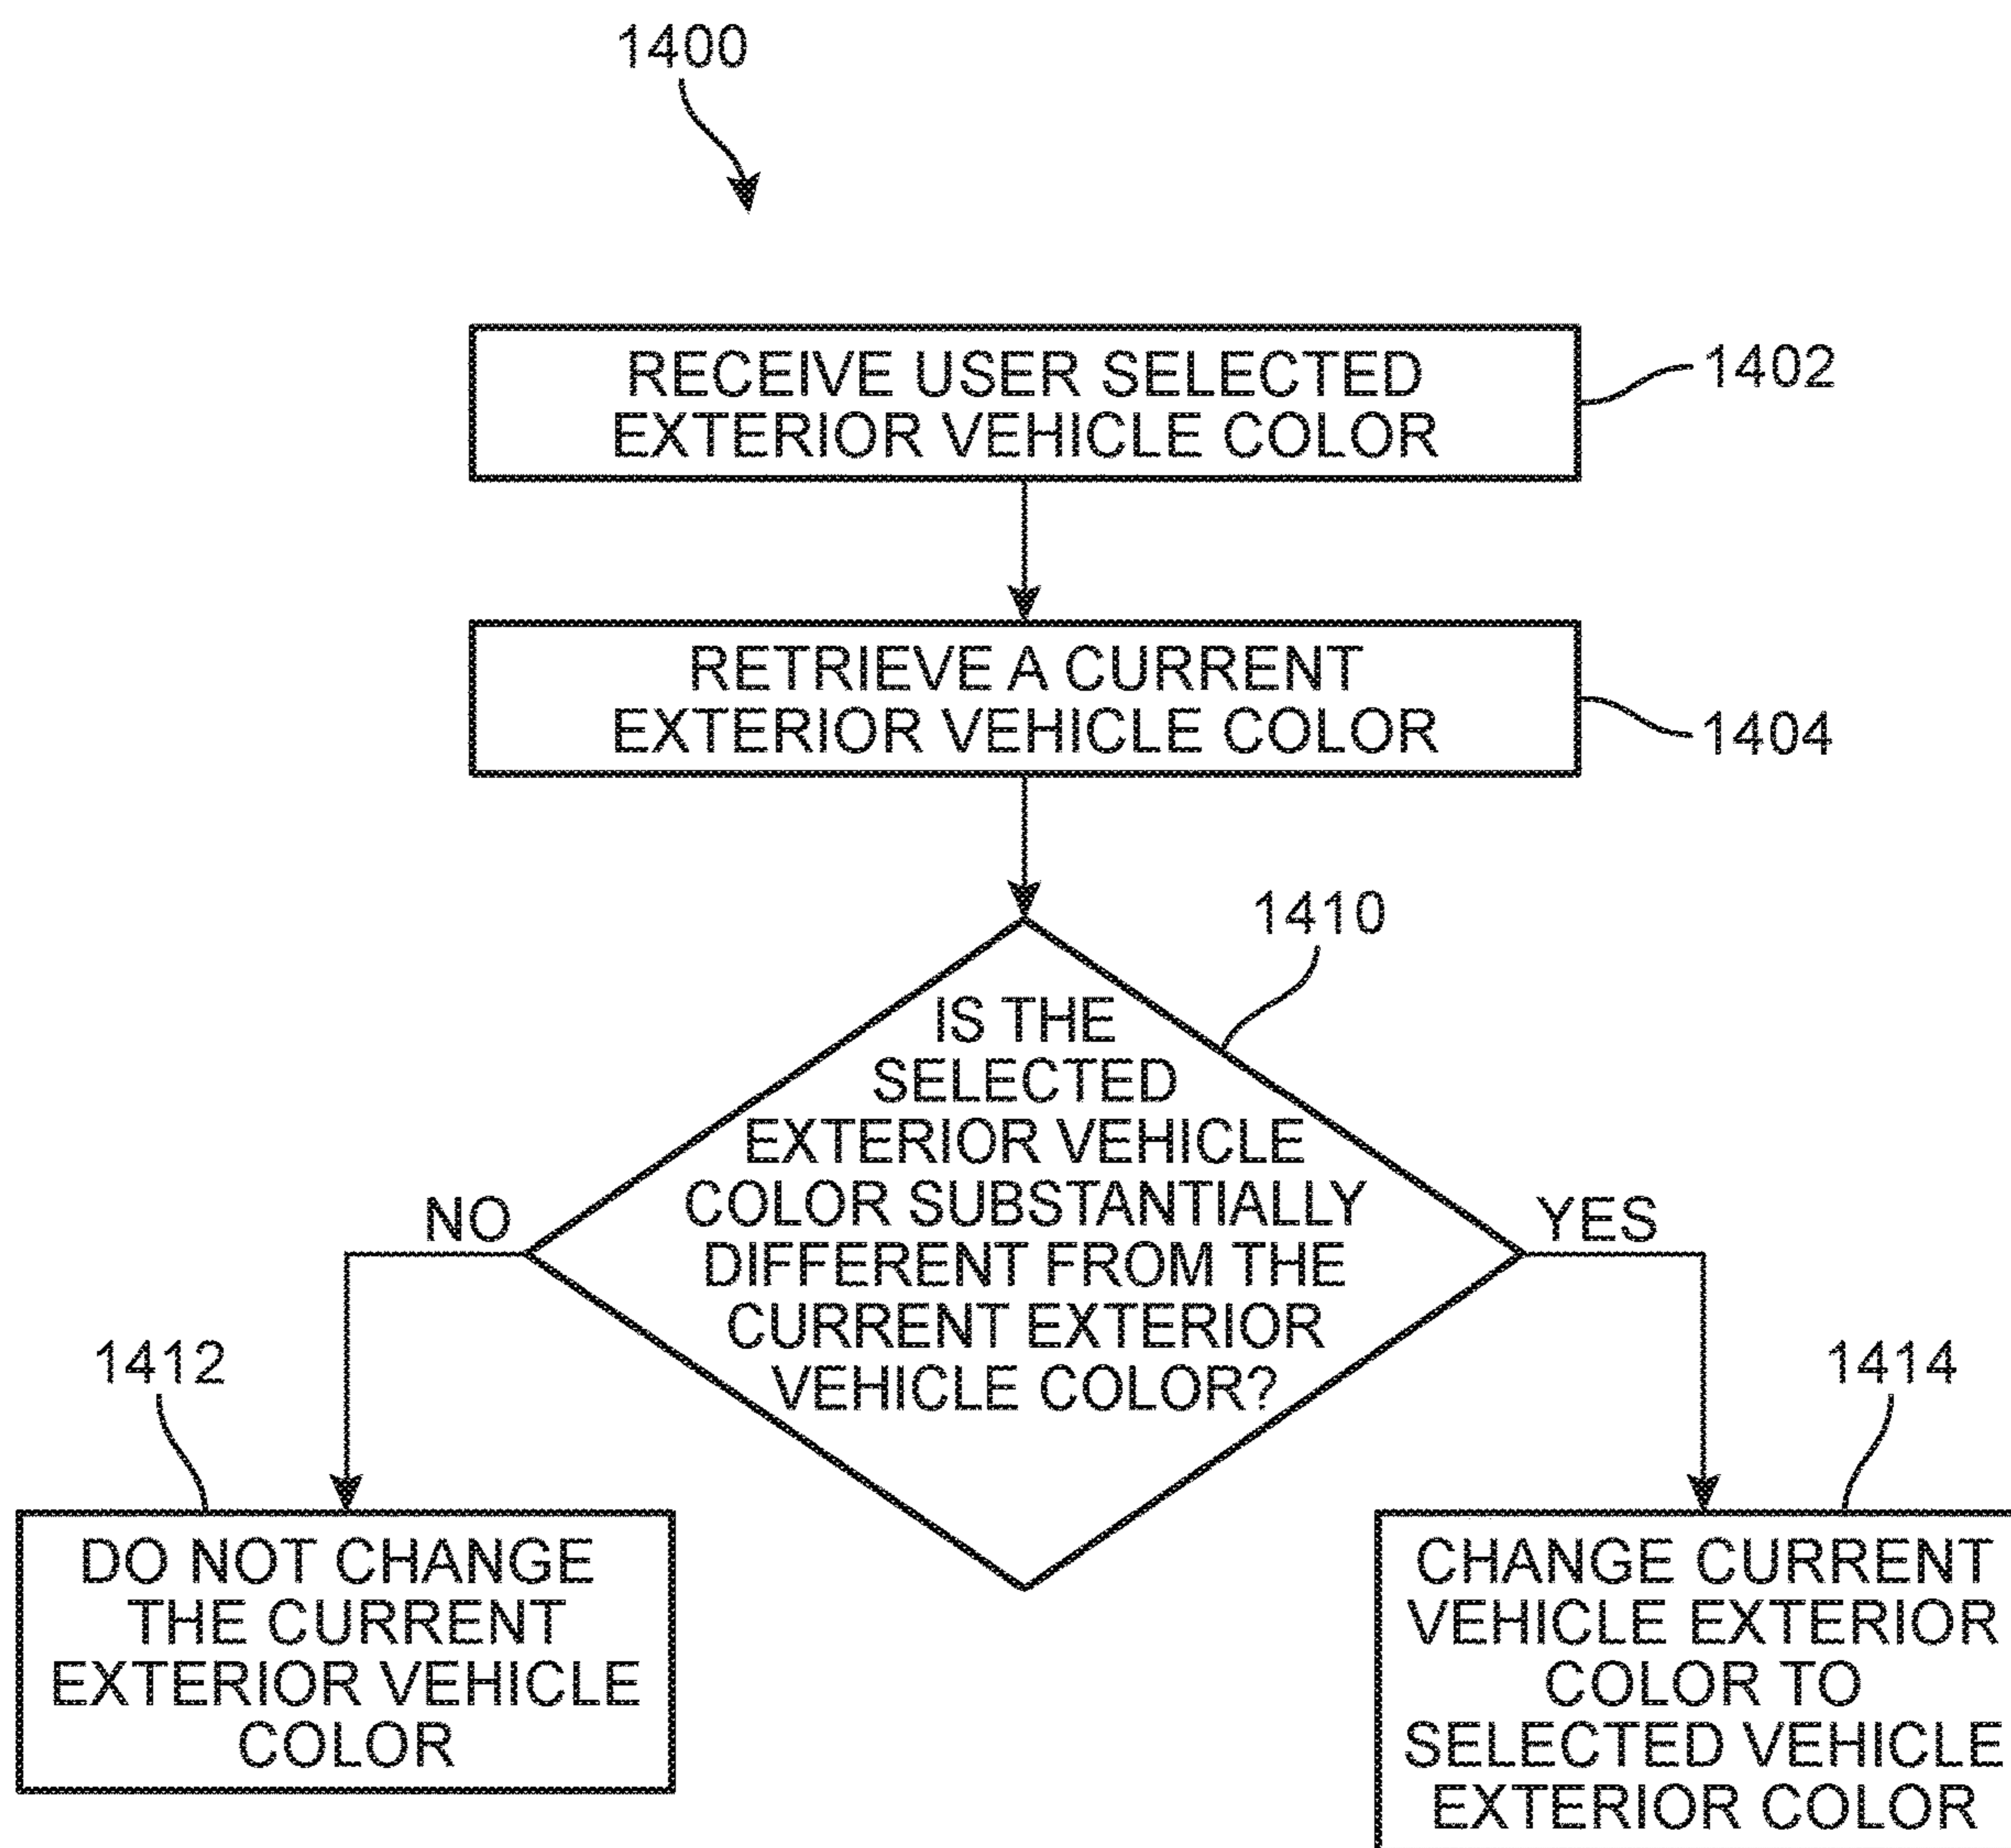 1400
RECEIVE USER SELECTED
EXTERIOR VEHICLE COLOR
1402
RETRIEVE A CURRENT
EXTERIOR VEHICLE COLOR
1404
1410
IS THE
SELECTED
EXTERIOR VEHICLE
COLOR SUBSTANTIALLY
DIFFERENT FROM THE
CURRENT EXTERIOR
VEHICLE COLOR?
NO
YES
1412
DO NOT CHANGE
THE CURRENT
EXTERIOR VEHICLE
COLOR
1414
CHANGE CURRENT
VEHICLE EXTERIOR
COLOR TO
SELECTED VEHICLE
EXTERIOR COLOR